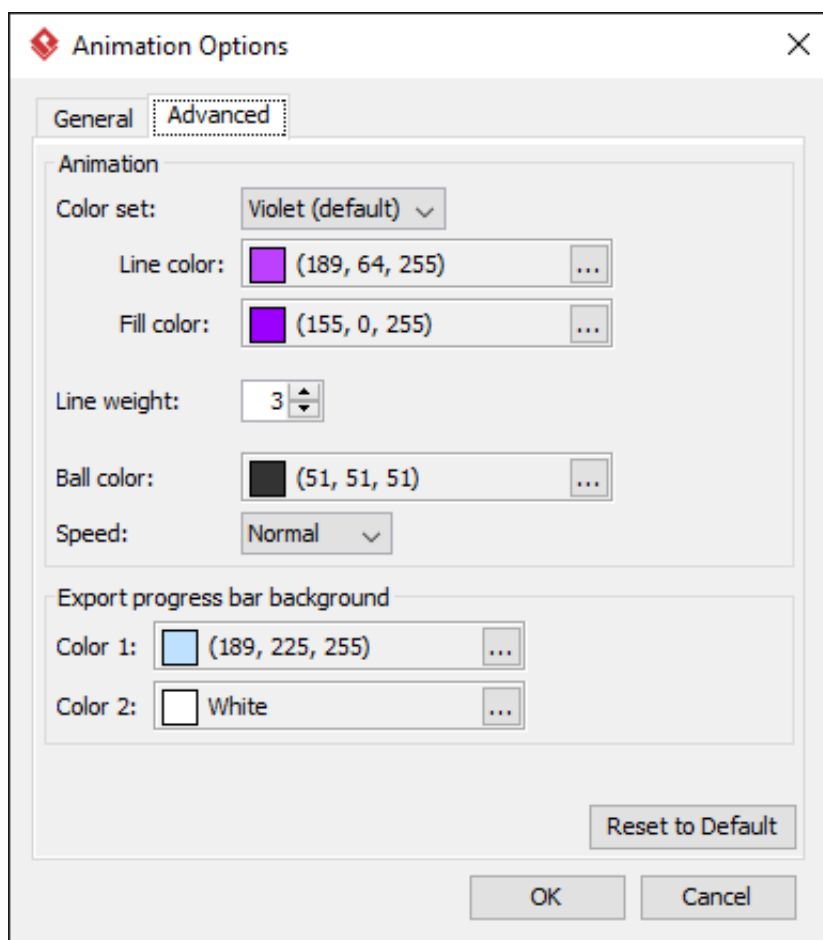 Animation Options
General Advanced
Animation
Color set: Violet (default)
Line color: (189, 64, 255) ...
Fill color: (155, 0, 255) ...
Line weight: 3
Ball color: (51, 51, 51) ...
Speed: Normal
Export progress bar background
Color 1: (189, 225, 255) ...
Color 2: White ...
Reset to Default
OK Cancel